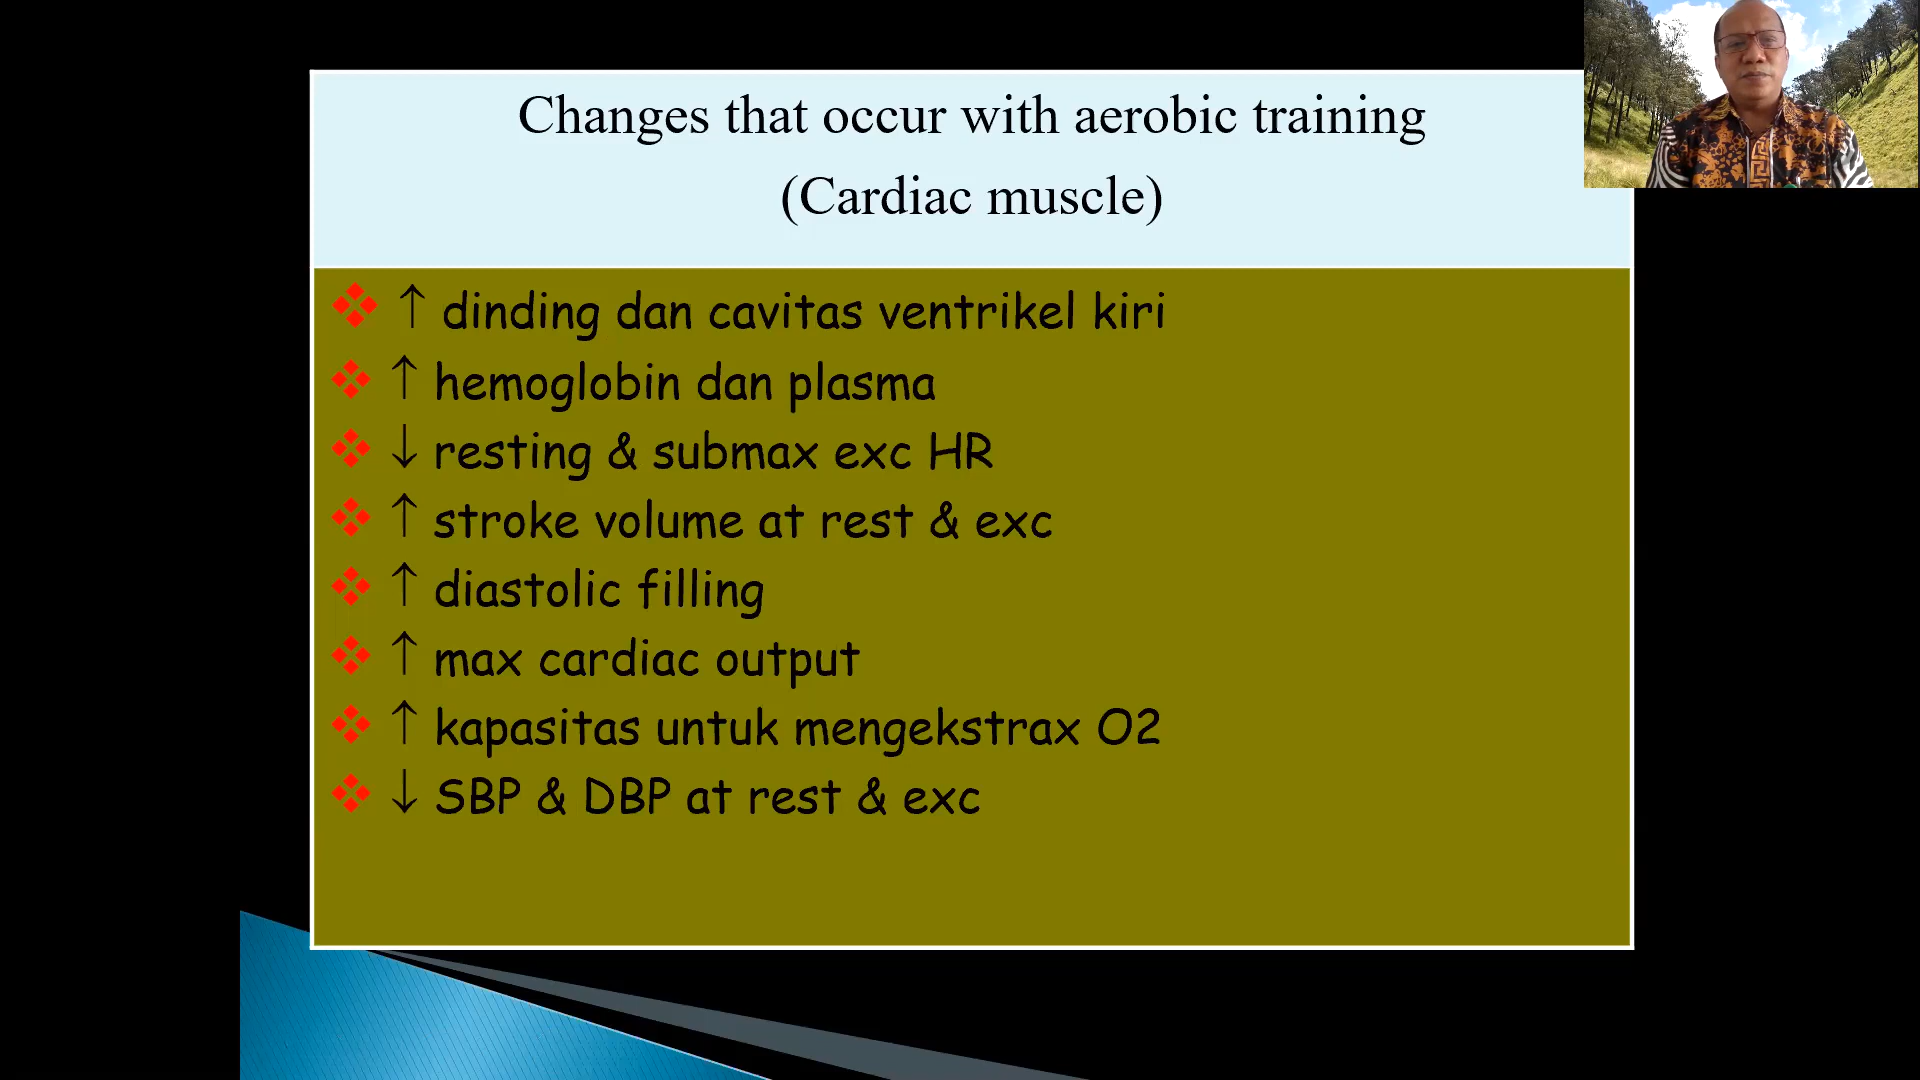 Changes that occur with aerobic training
(Cardiac muscle)
❖ ↑ dinding dan cavitas ventrikel kiri
❖ ↑ hemoglobin dan plasma
❖ ↓ resting & submax exc HR
❖ ↑ stroke volume at rest & exc
❖ ↑ diastolic filling
❖ ↑ max cardiac output
❖ ↑ kapasitas untuk mengekstrax O2
❖ ↓ SBP & DBP at rest & exc